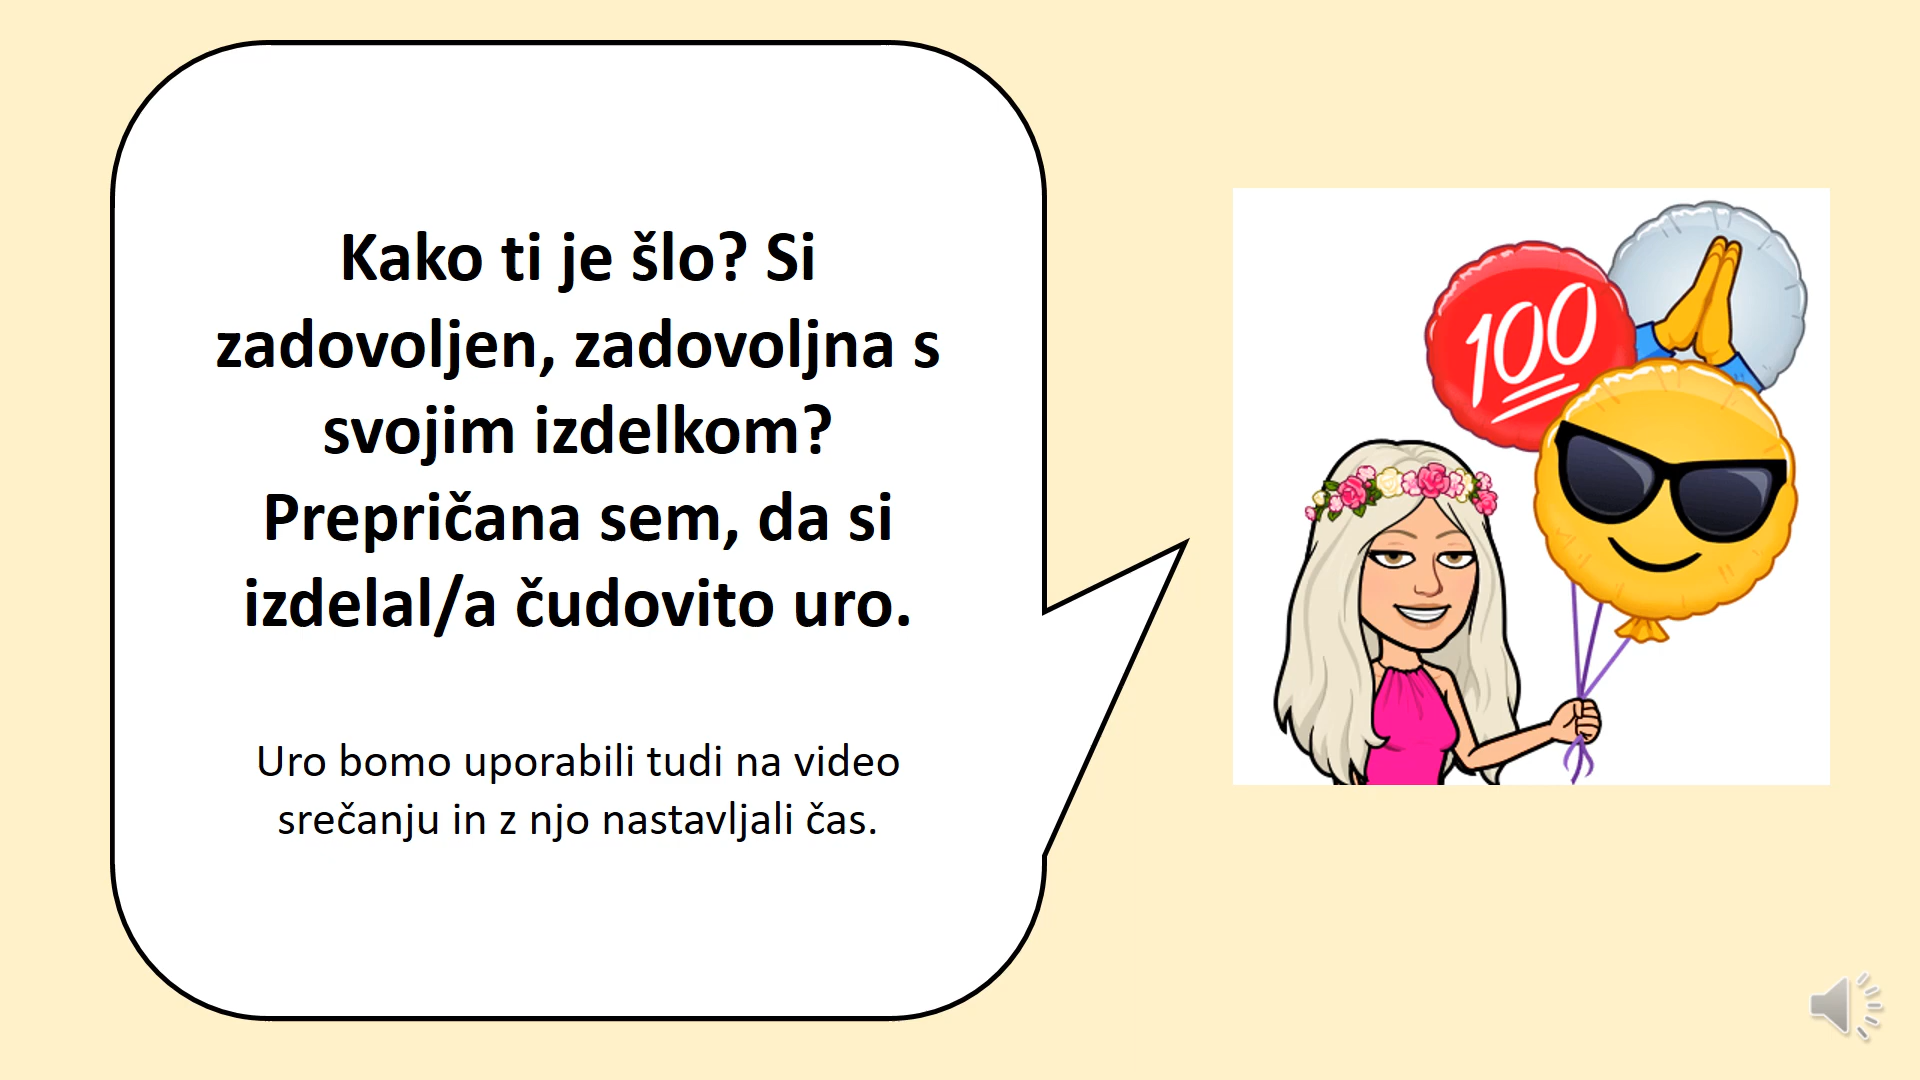 Kako ti je šlo? Si
zadovoljen, zadovoljna s
svojim izdelkom?
Prepričana sem, da si
izdelal/a čudovito uro.
Uro bomo uporabili tudi na video
srečanju in z njo nastavljali čas.
100